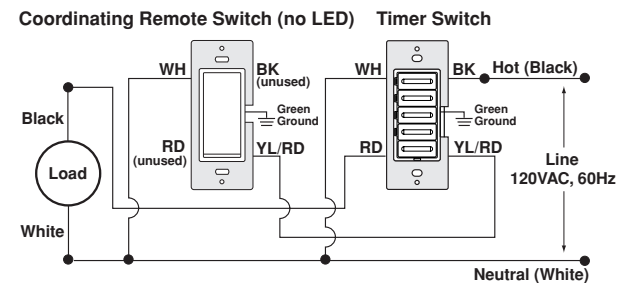 Coordinating Remote Switch (no LED)
Timer Switch
WH
BK
(unused)
WH
BK
Hot (Black)
Green
Ground
Green
Ground
Black
RD
(unused)
YL/RD
RD
YL/RD
Line
120VAC, 60Hz
Load
White
Neutral (White)